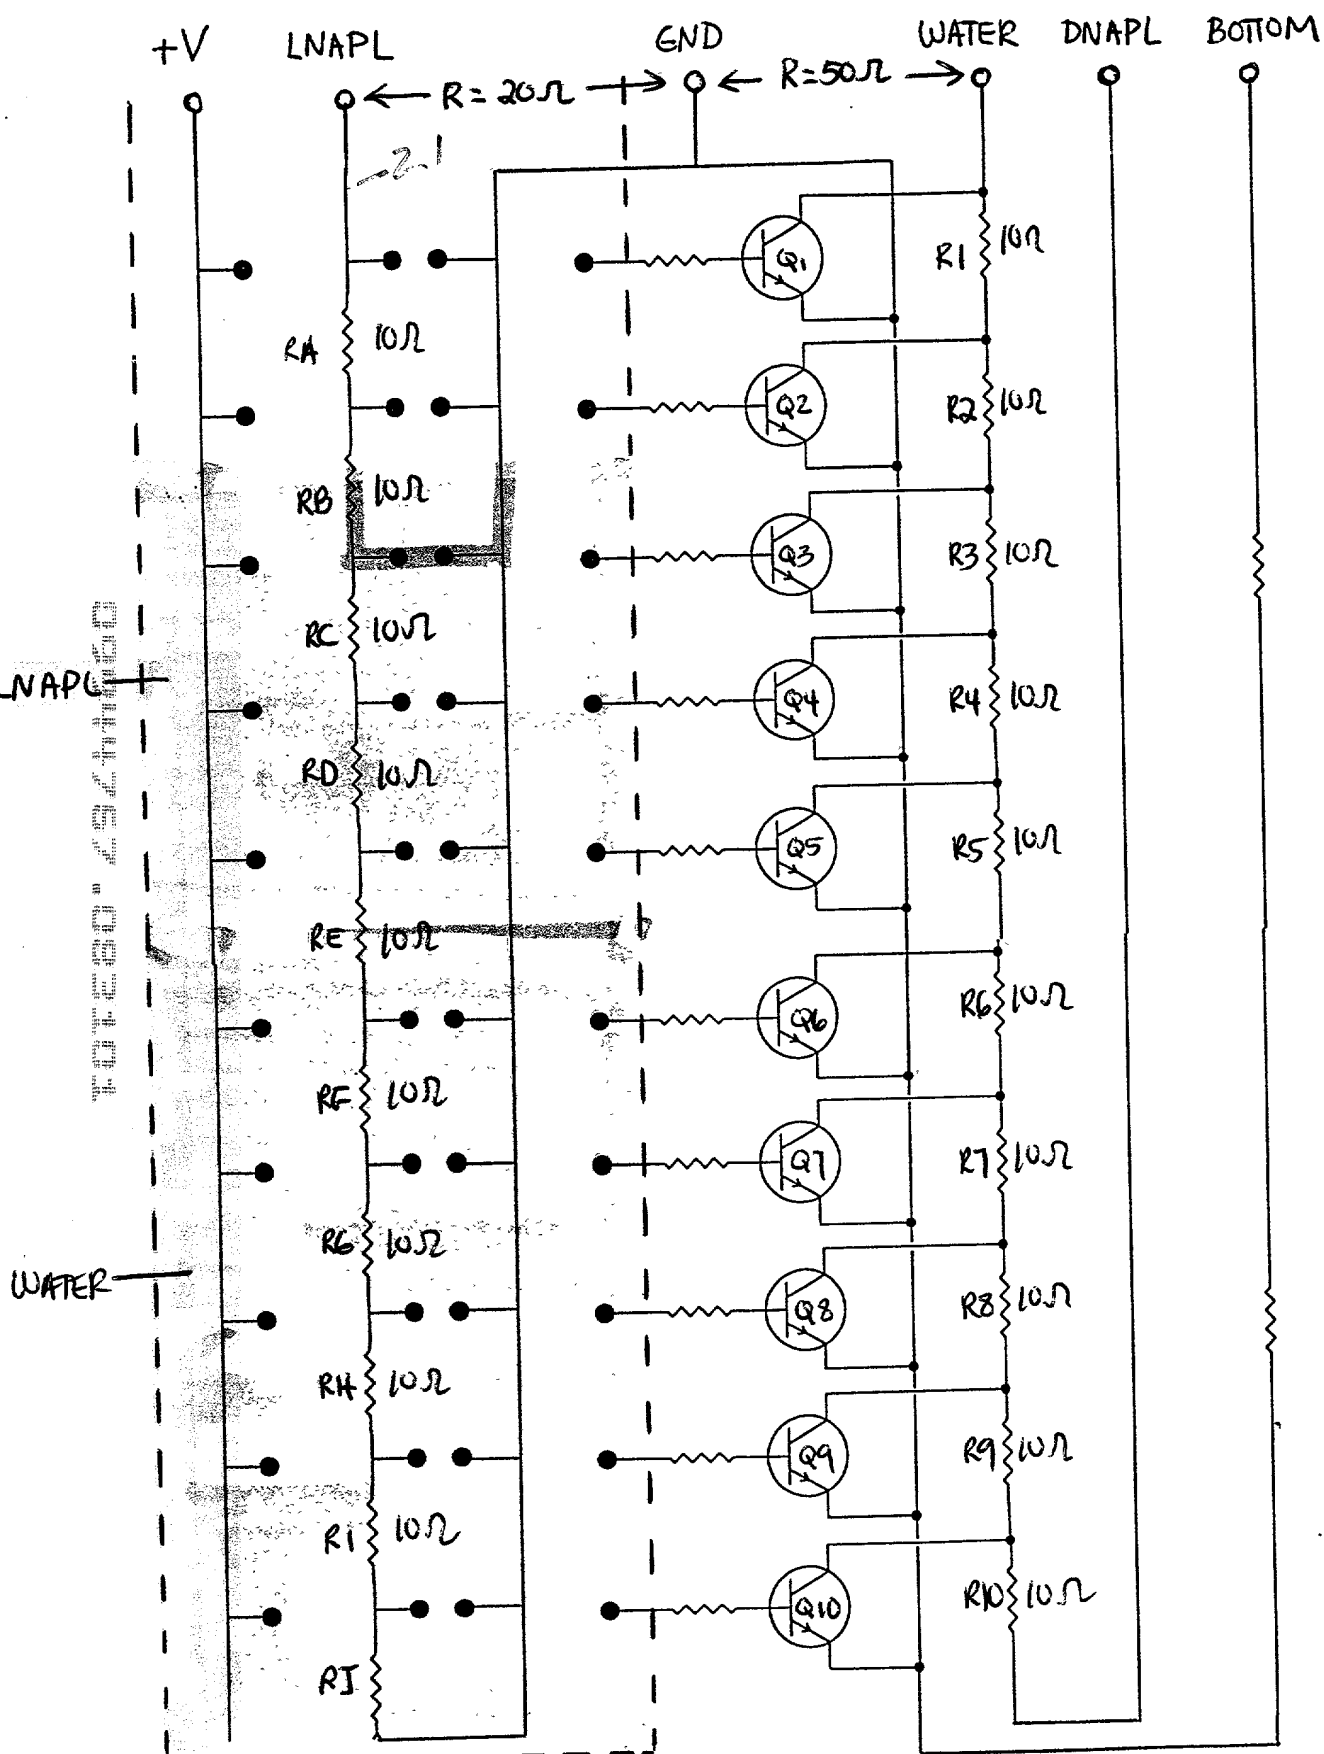 +V LNAPL GND WATER DNAPL BOTTOM
R= 20Ω R=50Ω
2.1
Q1 R1 10Ω
RA 10Ω
Q2 R2 10Ω
RB 10Ω
Q3 R3 10Ω
RC 10Ω
LNAPL
Q4 R4 10Ω
RD 10Ω
Q5 R5 10Ω
RE 10Ω
Q6 R6 10Ω
RF 10Ω
Q7 R7 10Ω
RG 10Ω
WATER
Q8 R8 10Ω
RH 10Ω
Q9 R9 10Ω
RI 10Ω
Q10 R10 10Ω
RJ